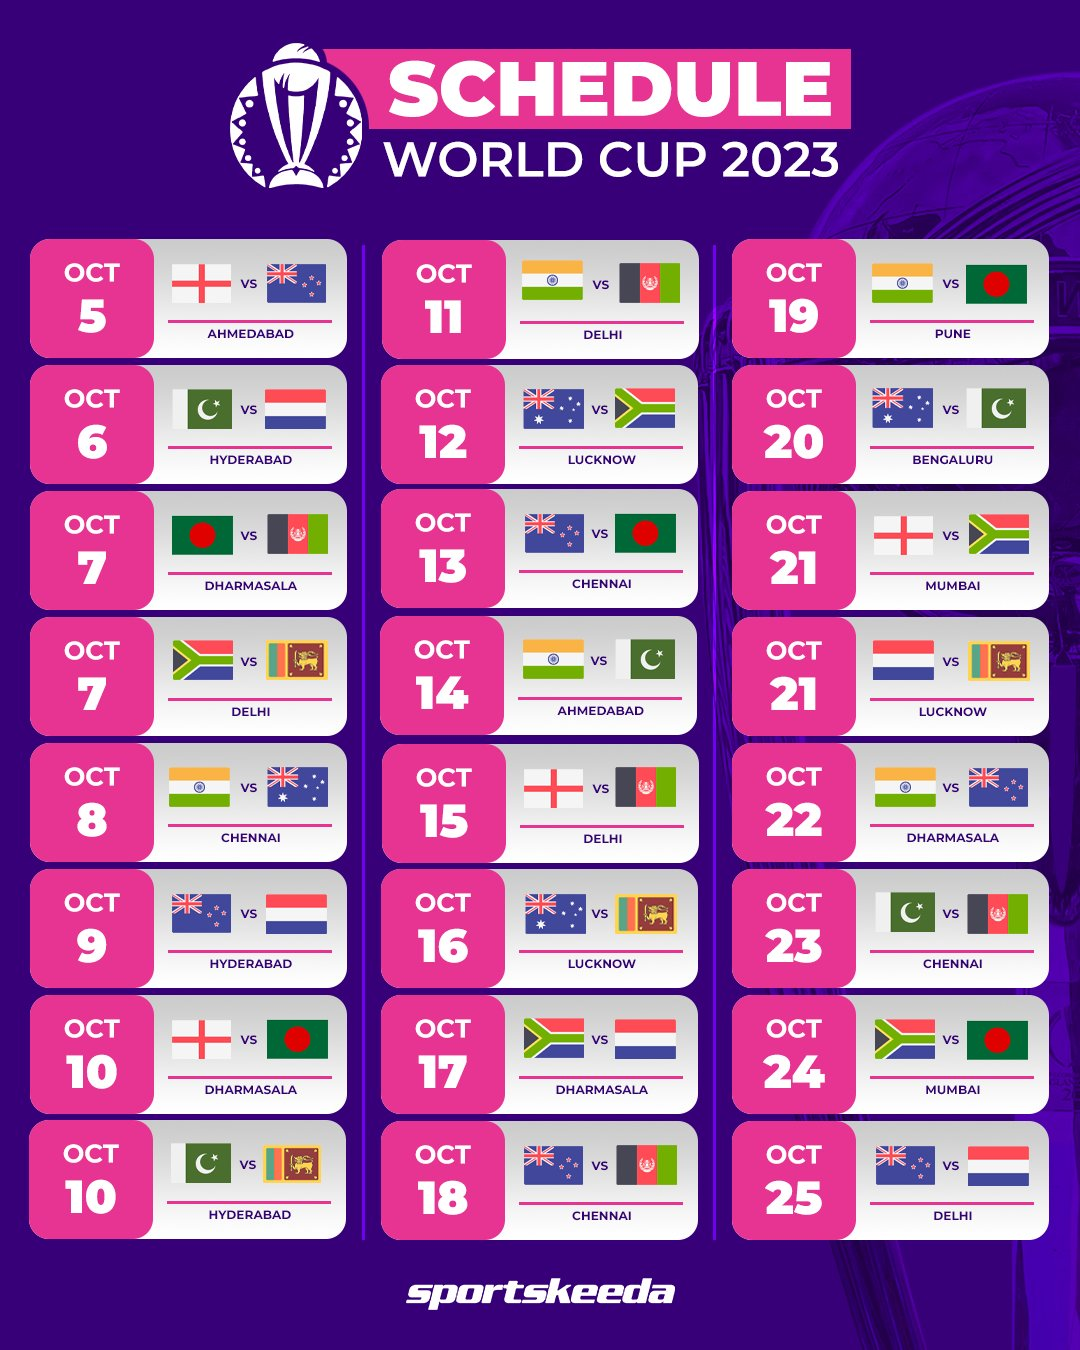 SCHEDULE
WORLD CUP 2023
OCT
5
VS
AHMEDABAD
OCT
6
VS
HYDERABAD
OCT
7
VS
DHARMASALA
OCT
7
VS
DELHI
OCT
8
VS
CHENNAI
OCT
9
VS
HYDERABAD
OCT
10
VS
DHARMASALA
OCT
10
VS
HYDERABAD
OCT
11
VS
DELHI
OCT
12
VS
LUCKNOW
OCT
13
VS
CHENNAI
OCT
14
VS
AHMEDABAD
OCT
15
VS
DELHI
OCT
16
VS
LUCKNOW
OCT
17
VS
DHARMASALA
OCT
18
VS
CHENNAI
OCT
19
VS
PUNE
OCT
20
VS
BENGALURU
OCT
21
VS
MUMBAI
OCT
21
VS
LUCKNOW
OCT
22
VS
DHARMASALA
OCT
23
VS
CHENNAI
OCT
24
VS
MUMBAI
OCT
25
VS
DELHI
sportskeeda